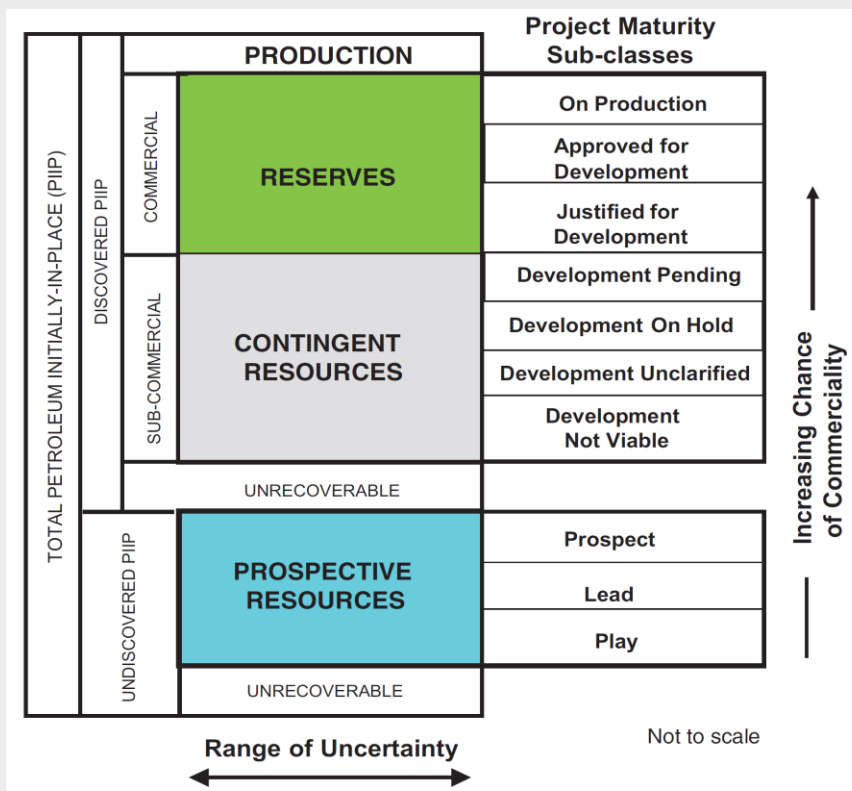 Project Maturity
Sub-classes
PRODUCTION
TOTAL PETROLEUM INITIALLY-IN-PLACE (PIIP)
DISCOVERED PIIP
COMMERCIAL
RESERVES
On Production
Approved for
Development
Justified for
Development
SUB-COMMERCIAL
CONTINGENT
RESOURCES
Development Pending
Development On Hold
Development Unclarified
Development
Not Viable
UNRECOVERABLE
UNDISCOVERED PIIP
PROSPECTIVE
RESOURCES
Prospect
Lead
Play
UNRECOVERABLE
Increasing Chance
of Commerciality
Range of Uncertainty
Not to scale